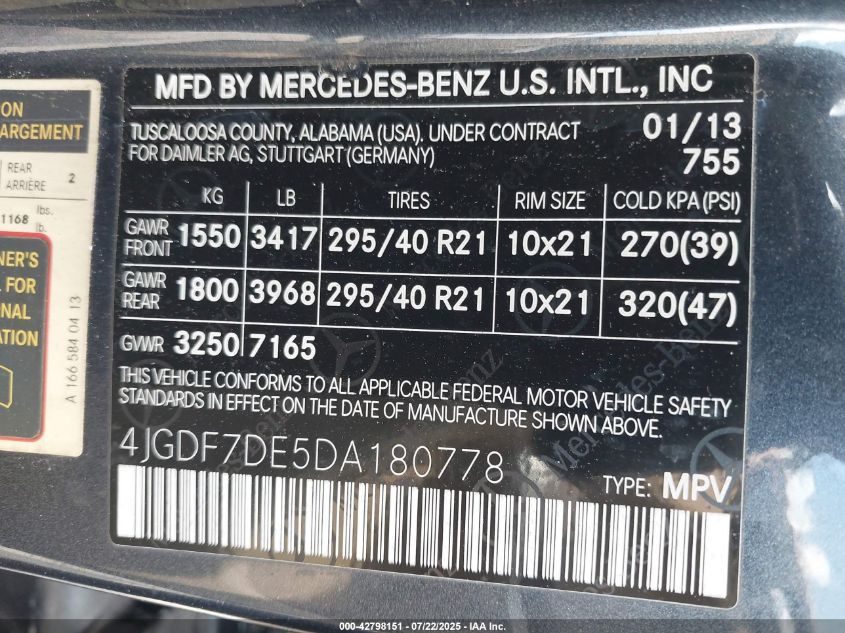 ON
ARGEMENT
REAR
ARRIÈRE 2
1168 lbs.
lb.
NER'S
L FOR
IONAL
ATION
A 166 584 04 13
MFD BY MERCEDES-BENZ U.S. INTL., INC
TUSCALOOSA COUNTY, ALABAMA (USA). UNDER CONTRACT 01/13
FOR DAIMLER AG, STUTTGART (GERMANY) 755
KG LB TIRES RIM SIZE COLD KPA (PSI)
GAWR FRONT 1550 3417 295/40 R21 10x21 270(39)
GAWR REAR 1800 3968 295/40 R21 10x21 320(47)
GVWR 3250 7165
THIS VEHICLE CONFORMS TO ALL APPLICABLE FEDERAL MOTOR VEHICLE SAFETY
STANDARDS IN EFFECT ON THE DATE OF MANUFACTURE SHOWN ABOVE.
4JGDF7DE5DA180778
TYPE: MPV
Mercedes-benz
000-42798151 - 07/22/2025 - IAA Inc.